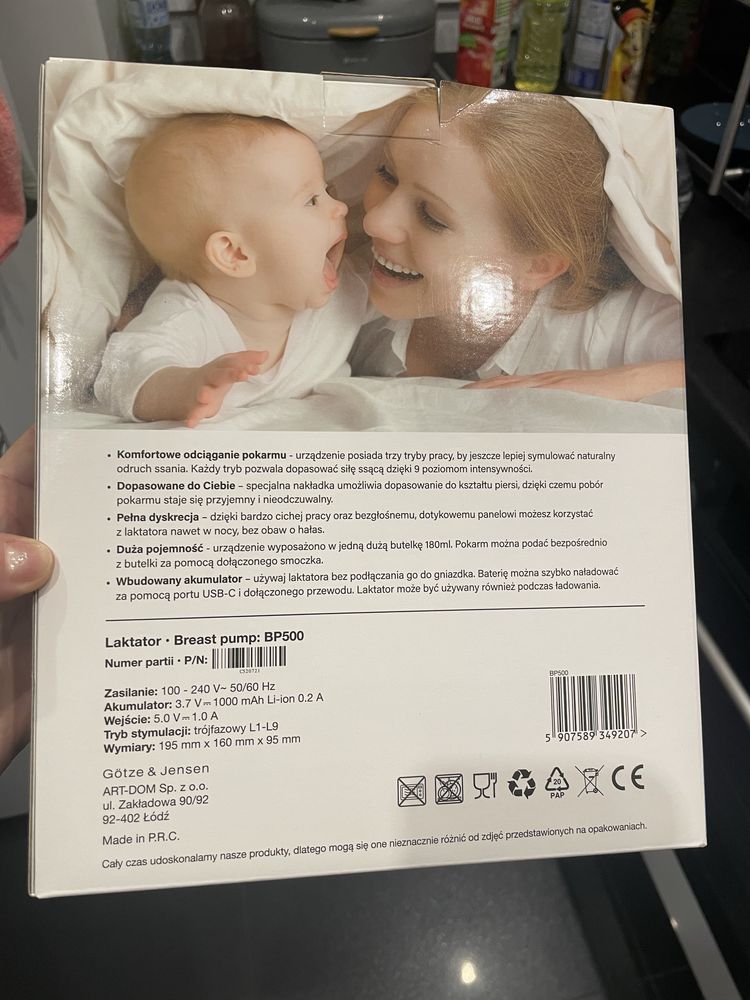 • Komfortowe odciąganie pokarmu - urządzenie posiada trzy tryby pracy, by jeszcze lepiej symulować naturalny
odruch ssania. Każdy tryb pozwala dopasować siłę ssącą dzięki 9 poziomom intensywności.
• Dopasowane do Ciebie – specjalna nakładka umożliwia dopasowanie do kształtu piersi, dzięki czemu pobór
pokarmu staje się przyjemny i nieodczuwalny.
• Pełna dyskrecja – dzięki bardzo cichej pracy oraz bezgłośnemu, dotykowemu panelowi możesz korzystać
z laktatora nawet w nocy, bez obaw o hałas.
• Duża pojemność - urządzenie wyposażono w jedną dużą butelkę 180ml. Pokarm można podać bezpośrednio
z butelki za pomocą dołączonego smoczka.
• Wbudowany akumulator – używaj laktatora bez podłączania go do gniazdka. Baterię można szybko naładować
za pomocą portu USB-C i dołączonego przewodu. Laktator może być używany również podczas ładowania.
Laktator • Breast pump: BP500
Numer partii • P/N:
C520721
Zasilanie: 100 - 240 V~ 50/60 Hz
Akumulator: 3.7 V⎓1000 mAh Li-ion 0.2 A
Wejście: 5.0 V⎓1.0 A
Tryb stymulacji: trójfazowy L1-L9
Wymiary: 195 mm x 160 mm x 95 mm
BP500
5 907589 349207 >
Götze & Jensen
ART-DOM Sp. z o.o.
ul. Zakładowa 90/92
92-402 Łódź
20
PAP
CE
Made in P.R.C.
Cały czas udoskonalamy nasze produkty, dlatego mogą się one nieznacznie różnić od zdjęć przedstawionych na opakowaniach.